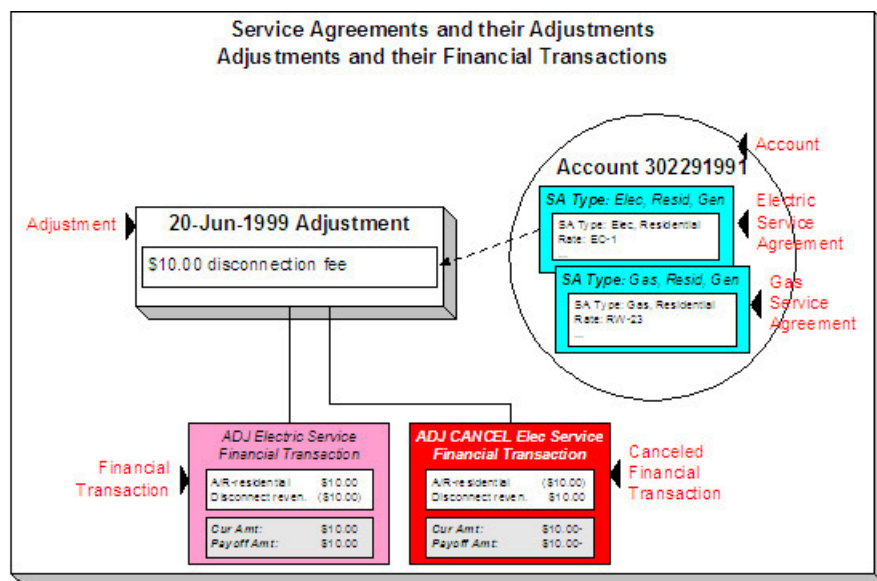 Service Agreements and their Adjustments
Adjustments and their Financial Transactions
Account
Account 302291991
SA Type: Elec, Resid, Gen
SA Type: Elec, Residential
Rate: EO-1
...
Electric
Service
Agreement
SA Type: Gas, Resid, Gen
SA Type: Gas, Residential
Rate: RW-23
...
Gas
Service
Agreement
Adjustment
20-Jun-1999 Adjustment
$10.00 disconnection fee
Financial
Transaction
ADJ Electric Service
Financial Transaction
A/R-residential $10.00
Disconnect reven. ($10.00)
Cur Amt: $10.00
Payoff Amt: $10.00
ADJ CANCEL Elec Service
Financial Transaction
A/R-residential ($10.00)
Disconnect reven. $10.00
Cur Amt: $10.00-
Payoff Amt: $10.00-
Canceled
Financial
Transaction